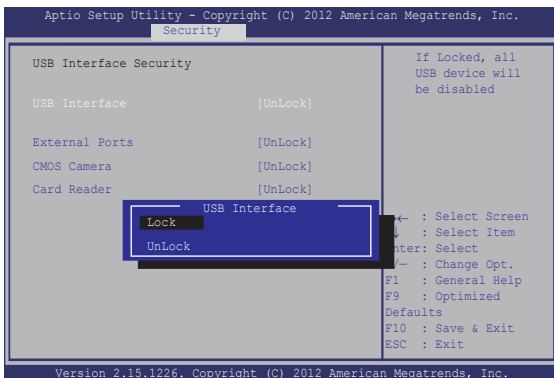 Aptio Setup Utility - Copyright (C) 2012 American Megatrends, Inc.
Security
USB Interface Security
USB Interface [UnLock]
External Ports [UnLock]
CMOS Camera [UnLock]
Card Reader [UnLock]
USB Interface
Lock
UnLock
If Locked, all
USB device will
be disabled
→← : Select Screen
↓ : Select Item
nter: Select
/— : Change Opt.
F1 : General Help
F9 : Optimized
Defaults
F10 : Save & Exit
ESC : Exit
Version 2.15.1226. Copyright (C) 2012 American Megatrends, Inc.